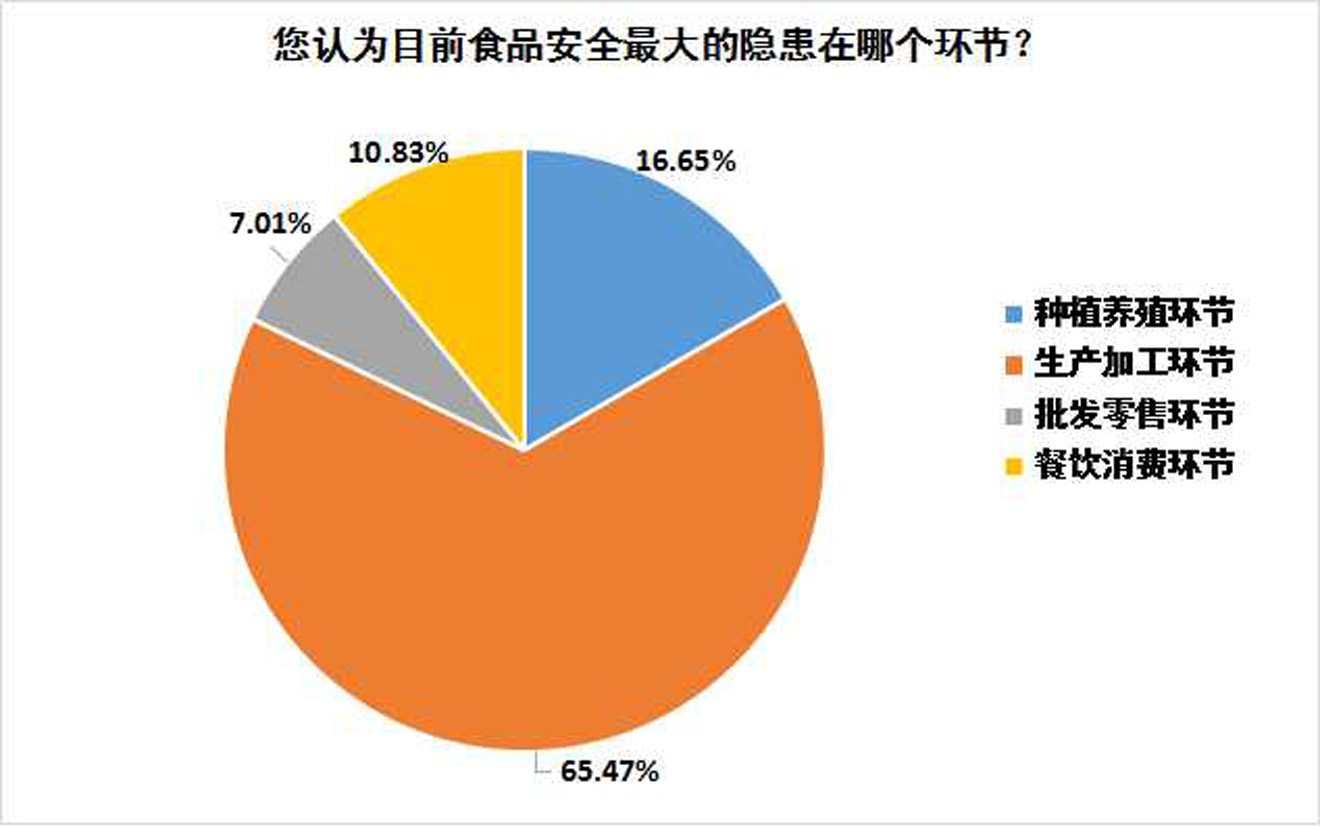 您认为目前食品安全最大的隐患在哪个环节？
10.83%
16.65%
7.01%
65.47%
种植养殖环节
生产加工环节
批发零售环节
餐饮消费环节